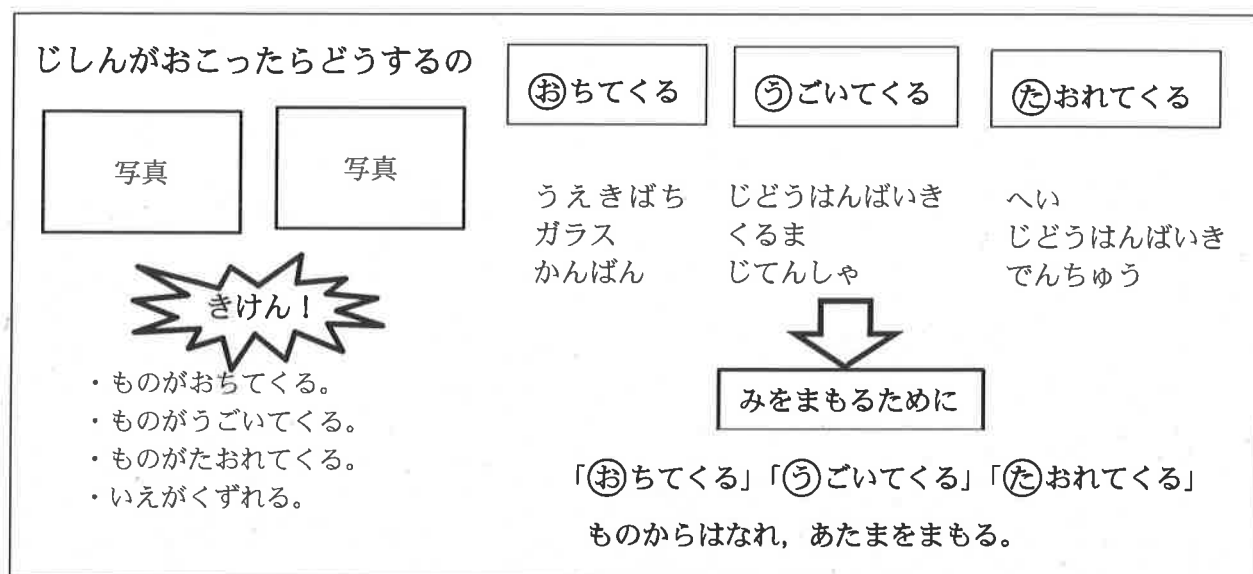 じしんがおこったらどうするの
写真
写真
きけん!
・ものがおちてくる。
・ものがうごいてくる。
・ものがたおれてくる。
・いえがくずれる。
おちてくる
うえきばち
ガラス
かんばん
うごいてくる
じどうはんばいき
くるま
じてんしゃ
たおれてくる
へい
じどうはんばいき
でんちゅう
みをまもるために
「おちてくる」「うごいてくる」「たおれてくる」
ものからはなれ,あたまをまもる。